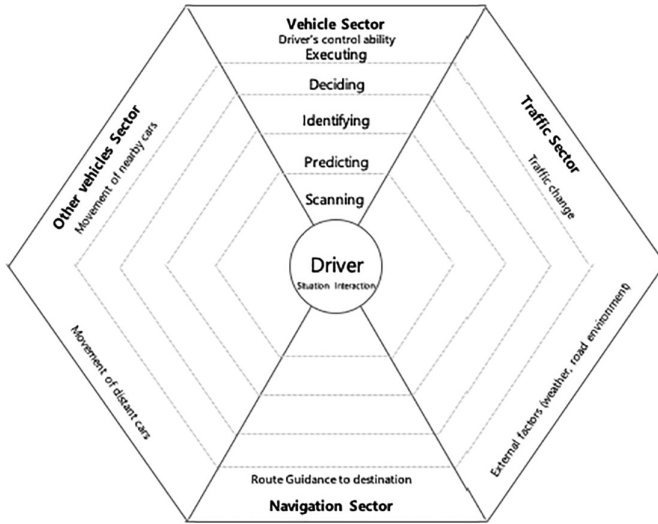 Vehicle Sector
Driver's control ability
Executing
Deciding
Identifying
Predicting
Scanning
Other vehicles Sector
Movement of nearby cars
Traffic Sector
Traffic change
Driver
Situation Interaction
Movement of distant cars
External factors (weather, road environment)
Route Guidance to destination
Navigation Sector